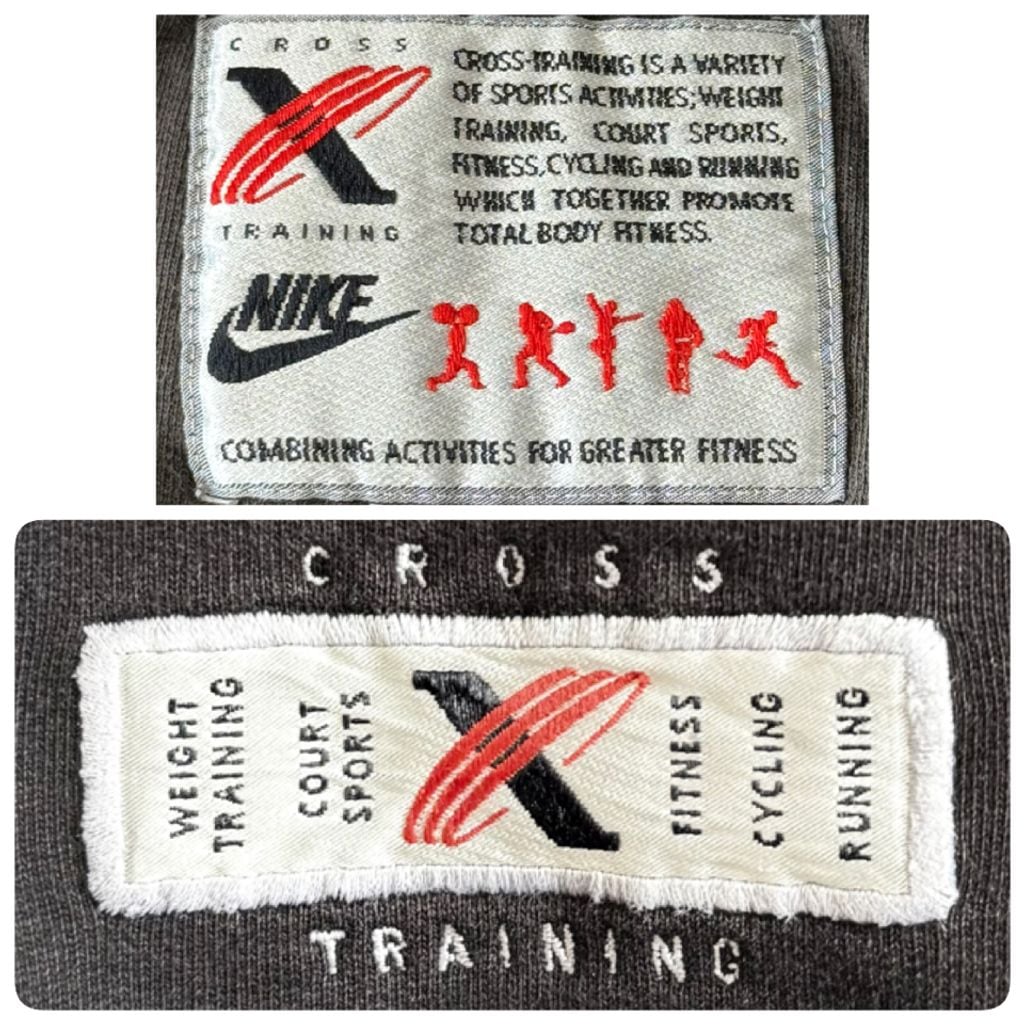 CROSS
TRAINING
CROSS-TRAINING IS A VARIETY
OF SPORTS ACTIVITIES; WEIGHT
TRAINING, COURT SPORTS,
FITNESS, CYCLING AND RUNNING
WHICH TOGETHER PROMOTE
TOTAL BODY FITNESS.
NIKE
COMBINING ACTIVITIES FOR GREATER FITNESS
CROSS
WEIGHT
TRAINING
COURT
SPORTS
X
FITNESS
CYCLING
RUNNING
TRAINING